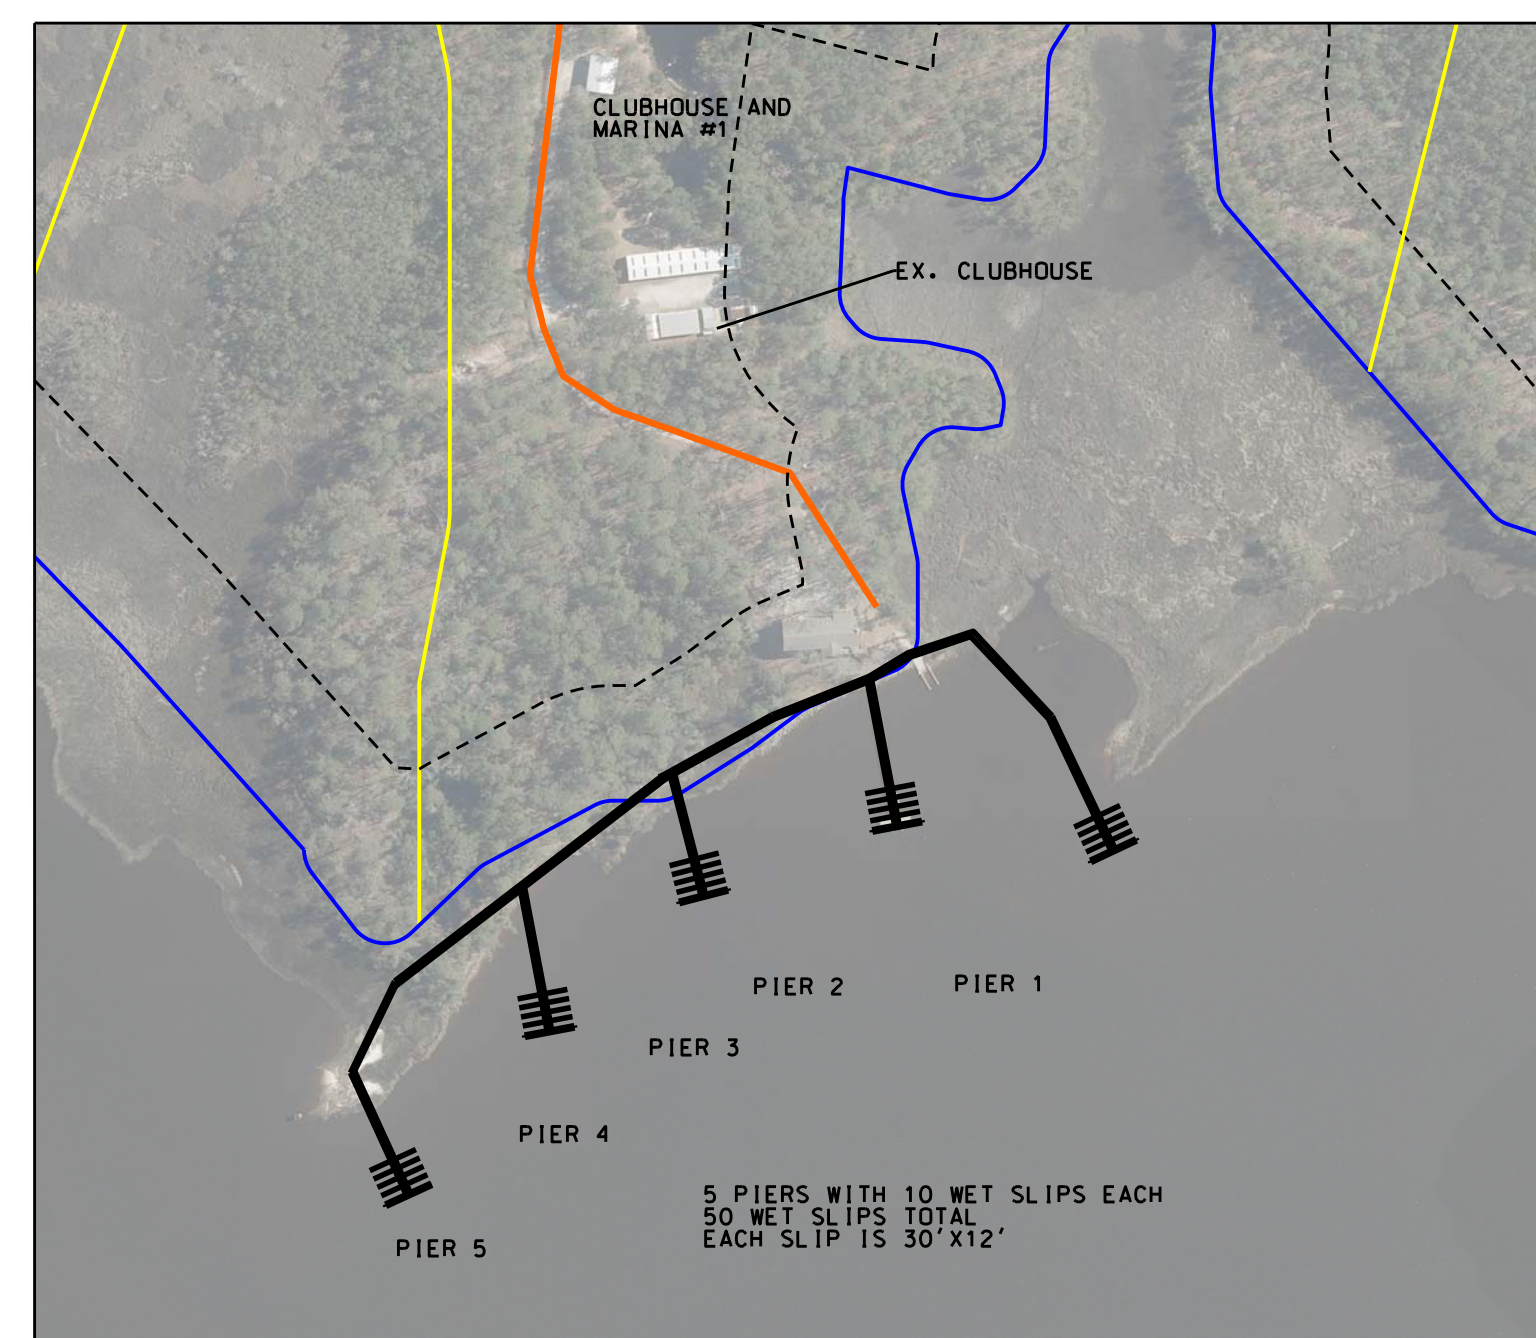 CLUBHOUSE AND
MARINA #1
EX. CLUBHOUSE
PIER 2
PIER 1
PIER 3
PIER 4
5 PIERS WITH 10 WET SLIPS EACH
50 WET SLIPS TOTAL
EACH SLIP IS 30'X12'
PIER 5